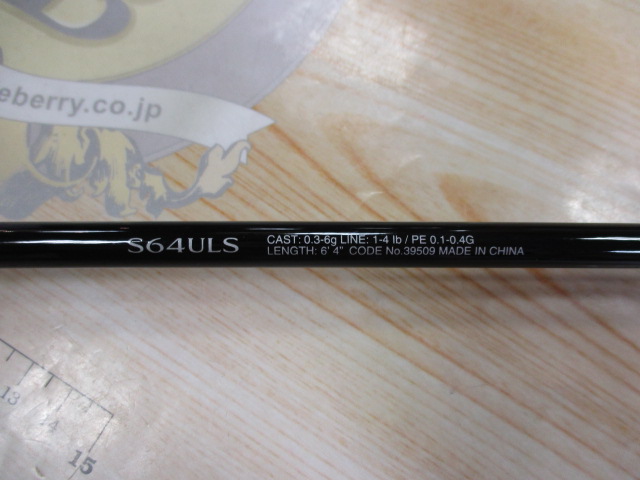 eberry.co.jp
S64ULS
CAST: 0.3-6g LINE: 1-4 lb / PE 0.1-0.4G
LENGTH: 6' 4" CODE No.39509 MADE IN CHINA
13
14
15